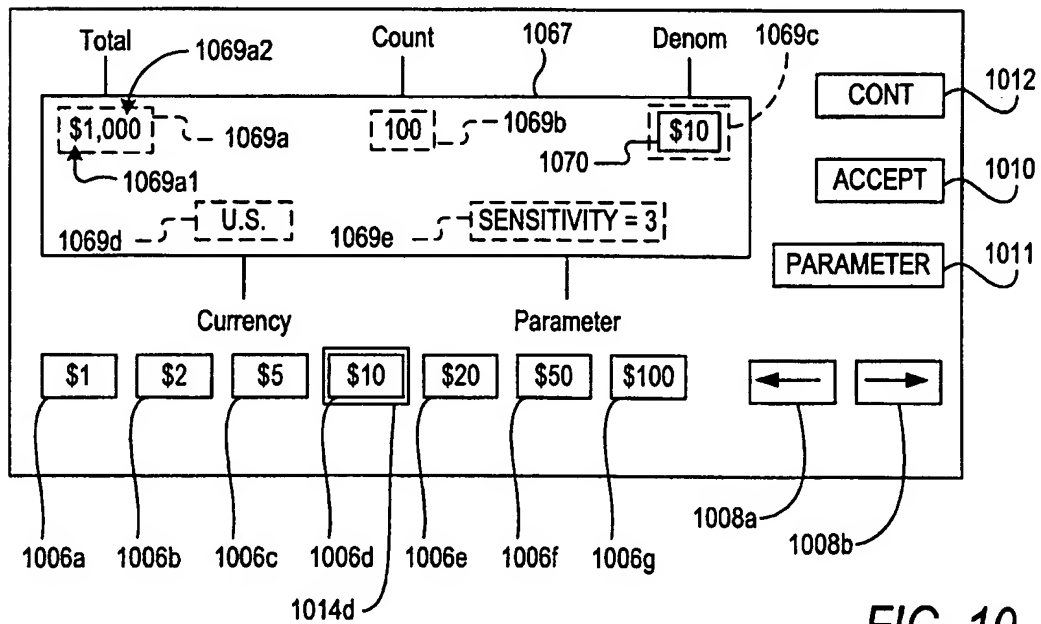 Total 1069a2 Count 1067 Denom 1069c
CONT 1012
$1,000 1069a 100 1069b $10
1070
1069a1 ACCEPT 1010
1069d U.S. 1069e SENSITIVITY = 3
PARAMETER 1011
Currency Parameter
$1 $2 $5 $10 $20 $50 $100
1008a 1008b
1006a 1006b 1006c 1006d 1006e 1006f 1006g
1014d
FIG. 10